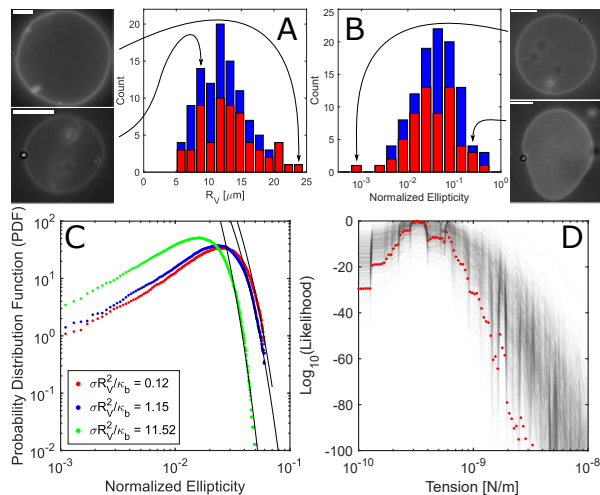 A
Count
20
15
10
5
0
0 5 10 15 20 25
R_V [μm]
B
Count
20
15
10
5
0
10^-3 10^-2 10^-1 10^0
Normalized Ellipticity
C
Probability Distribution Function (PDF)
10^2
10^1
10^0
10^1
10^2
σR_V^2/κ_b = 0.12
σR_V^2/κ_b = 1.15
σR_V^2/κ_b = 11.52
10^-3 10^-2 10^-1
Normalized Ellipticity
D
Log_10(Likelihood)
0
-20
-40
-60
-80
-100
10^-10 10^-9 10^-8
Tension [N/m]